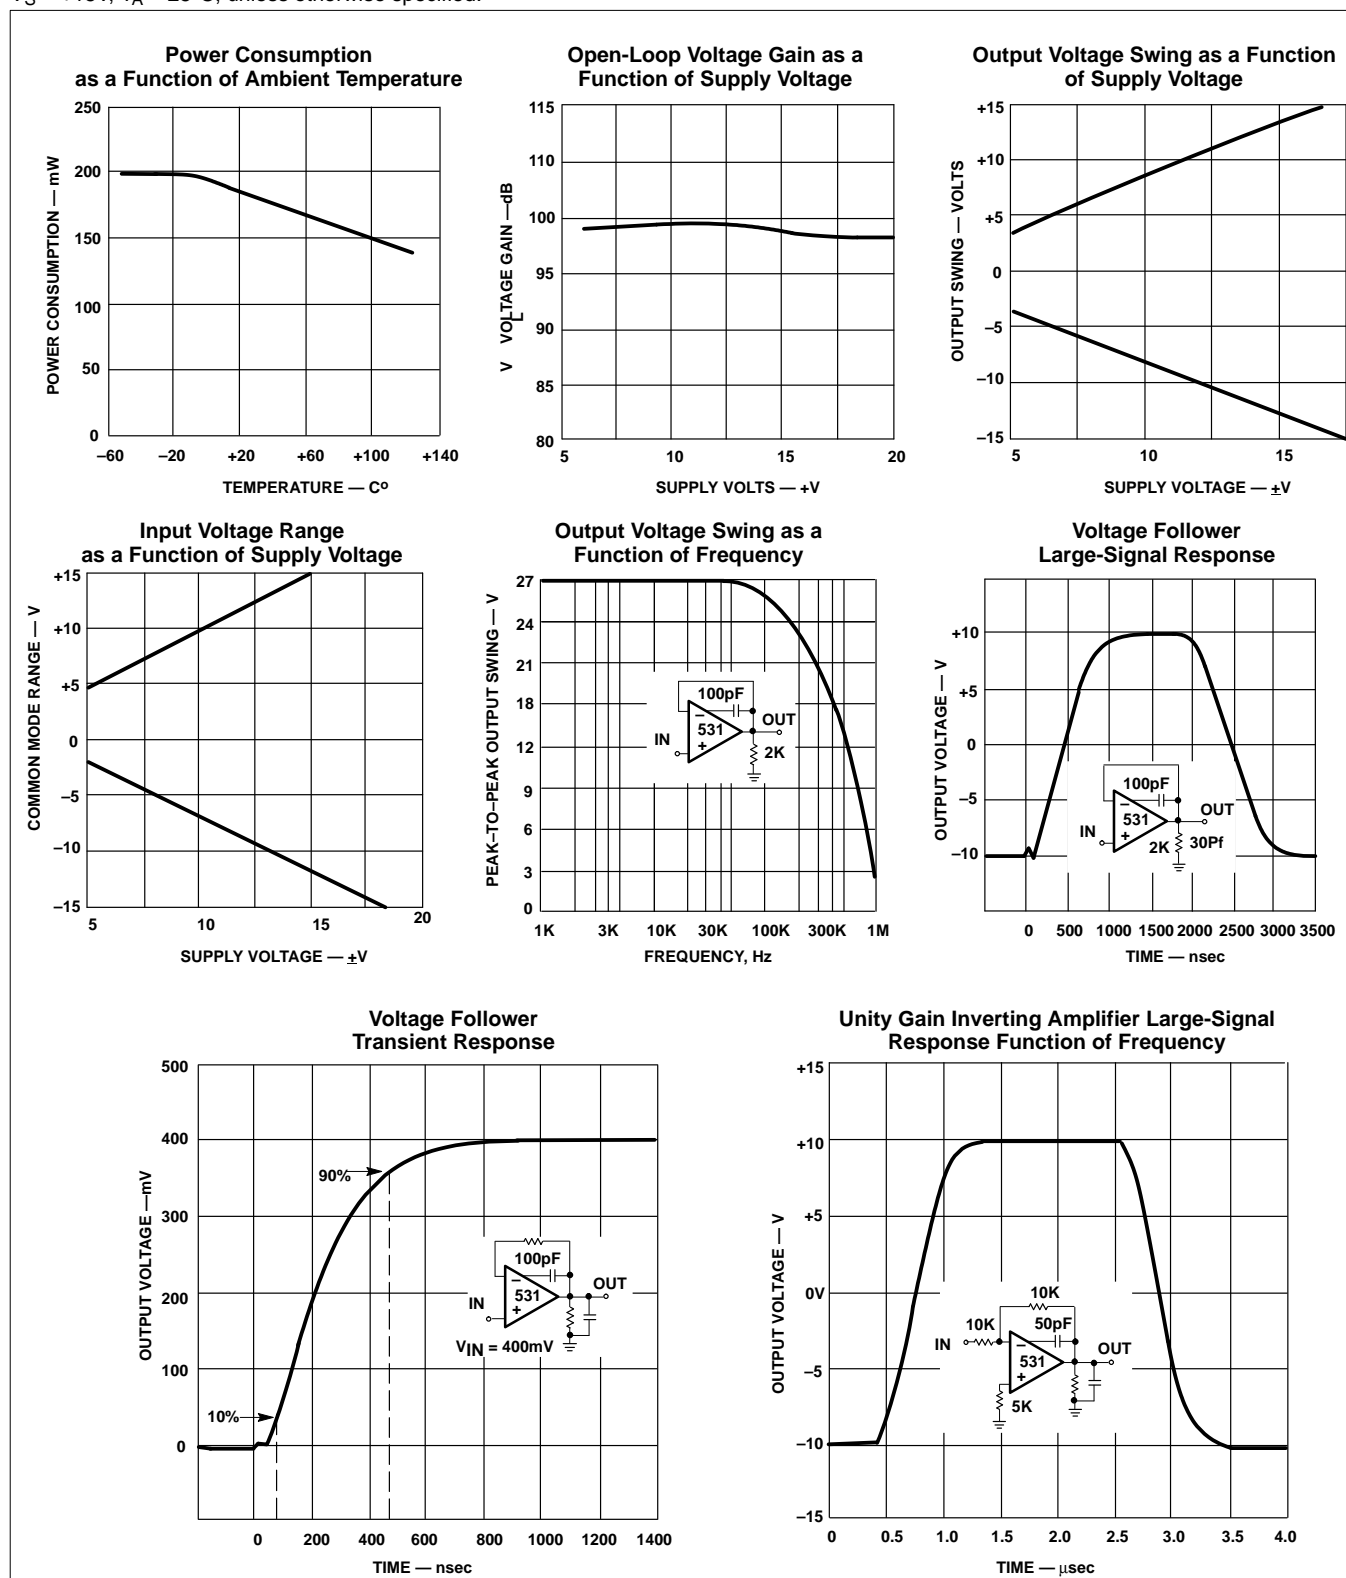 Power Consumption
as a Function of Ambient Temperature
250
200
150
100
50
0
–60 –20 +20 +60 +100 +140
POWER CONSUMPTION — mW
TEMPERATURE — Cº
Open-Loop Voltage Gain as a
Function of Supply Voltage
115
110
100
95
90
85
80
5 10 15 20
V L VOLTAGE GAIN —dB
SUPPLY VOLTS — +V
Output Voltage Swing as a Function
of Supply Voltage
+15
+10
+5
0
–5
–10
–15
5 10 15
OUTPUT SWING — VOLTS
SUPPLY VOLTAGE — ±V
Input Voltage Range
as a Function of Supply Voltage
+15
+10
+5
0
–5
–10
–15
5 10 15 20
COMMON MODE RANGE — V
SUPPLY VOLTAGE — ±V
Output Voltage Swing as a
Function of Frequency
27
24
21
18
12
9
6
3
0
1K 3K 10K 30K 100K 300K 1M
PEAK–TO–PEAK OUTPUT SWING — V
FREQUENCY, Hz
100pF
–
531
+
IN
OUT
2K
Voltage Follower
Large-Signal Response
+10
+5
0
–5
–10
0 500 1000 1500 2000 2500 3000 3500
OUTPUT VOLTAGE — V
TIME — nsec
100pF
–
531
+
IN
OUT
2K 30Pf
Voltage Follower
Transient Response
500
400
300
200
100
0
0 200 400 600 800 1000 1200 1400
OUTPUT VOLTAGE —mV
TIME — nsec
90%
10%
100pF
–
531
+
IN
OUT
VIN = 400mV
Unity Gain Inverting Amplifier Large-Signal
Response Function of Frequency
+15
+10
+5
0V
–5
–10
–15
0 0.5 1.0 1.5 2.0 2.5 3.0 3.5 4.0
OUTPUT VOLTAGE — V
TIME — μsec
10K
10K 50pF
IN
–
531
+
OUT
5K